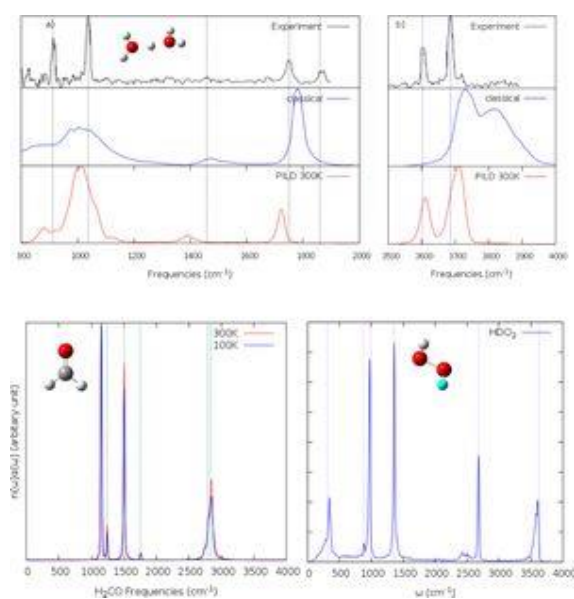 a)
Experiment
classical
PILD 300K
800 1000 1200 1400 1600 1800 2000
Frequencies (cm-1)
b)
Experiment
classical
PILD 300K
3500 3600 3700 3800 3900 4000
Frequencies (cm-1)
n(ω)α(ω) [arbitary unit]
300K
100K
0 500 1000 1500 2000 2500 3000 3500 4000
H2CO Frequencies (cm-1)
HDO2
0 500 1000 1500 2000 2500 3000 3500 4000
ω (cm-1)